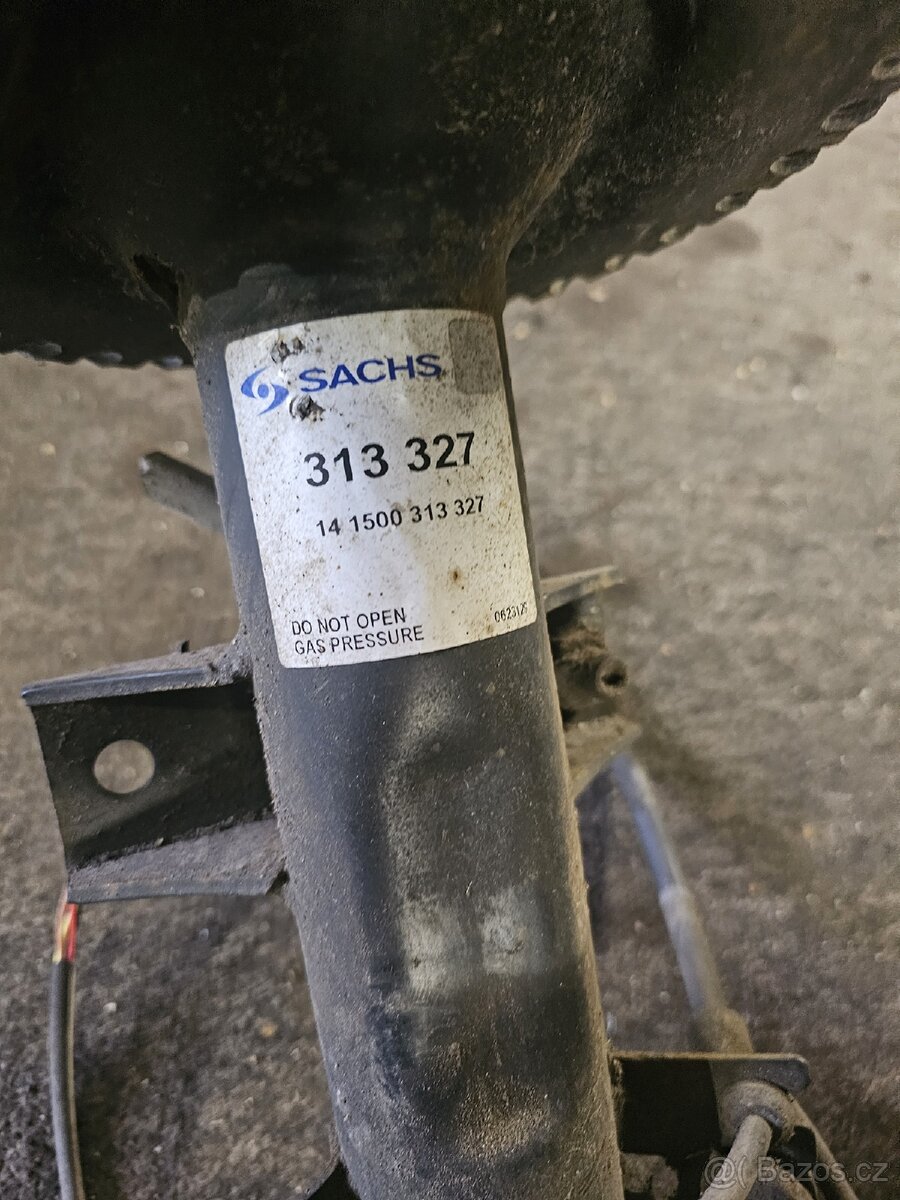 SACHS
313 327
14 1500 313 327
DO NOT OPEN
GAS PRESSURE
@( Bazos.cz